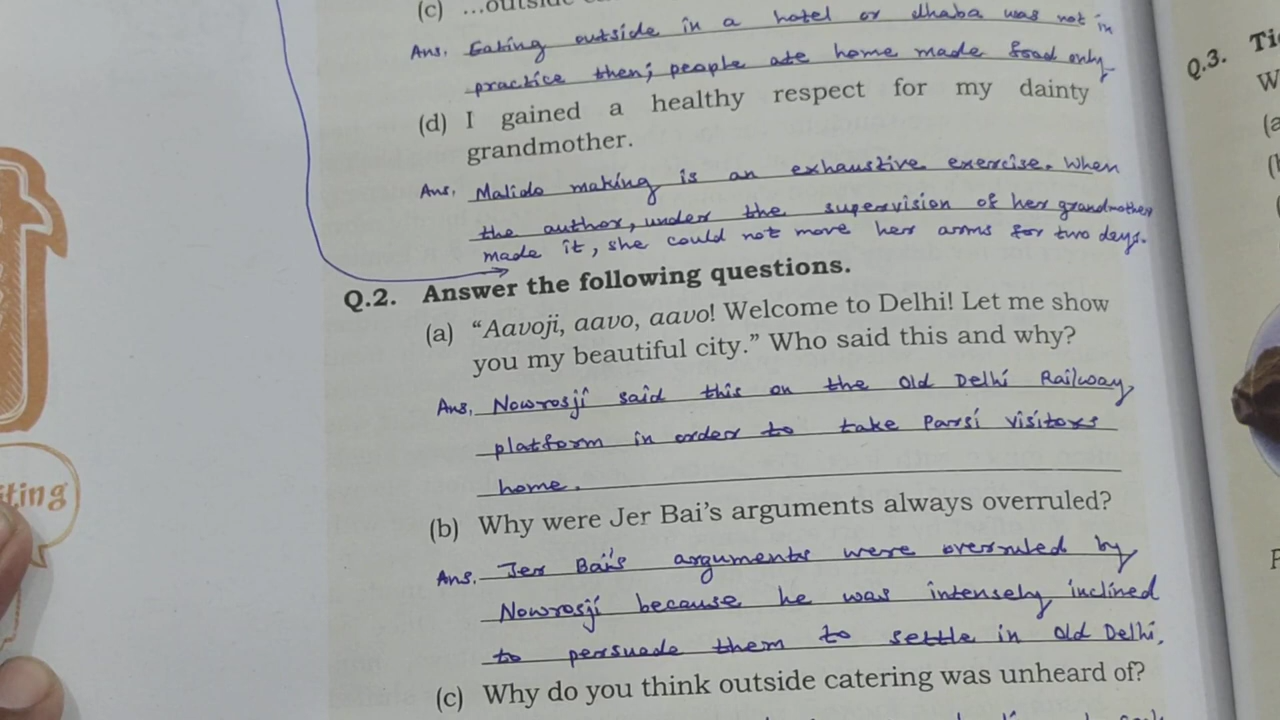 (c) ...outside
Ans. Eating outside in a hotel or dhaba was not in
practice then; people ate home made food only
(d) I gained a healthy respect for my dainty
grandmother.
Ans. Malido making is an exhaustive exercise. When
the author, under the supervision of her grandmother
made it, she could not move her arms for two days.
Q.2. Answer the following questions.
(a) "Aavoji, aavo, aavo! Welcome to Delhi! Let me show
you my beautiful city." Who said this and why?
Ans. Nowrosji said this on the Old Delhi Railway
platform in order to take Parsi visitors
home.
(b) Why were Jer Bai's arguments always overruled?
Ans. Jer Bai's arguments were overruled by
Nowrosji because he was intensely inclined
to persuade them to settle in Old Delhi.
(c) Why do you think outside catering was unheard of?
Q.3.